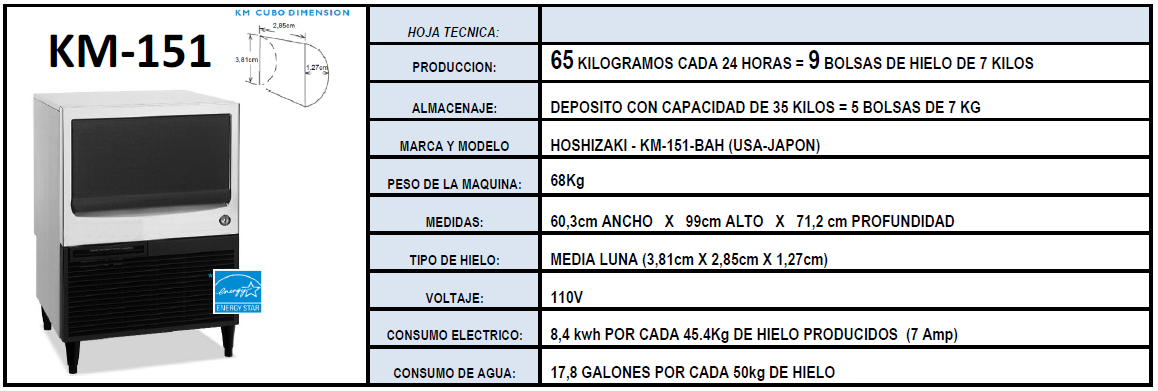 KM CUBO DIMENSION
2,85cm
3,81cm
1,27cm
KM-151
energy
ENERGY STAR
HOJA TECNICA:
PRODUCCION: 65 KILOGRAMOS CADA 24 HORAS = 9 BOLSAS DE HIELO DE 7 KILOS
ALMACENAJE: DEPOSITO CON CAPACIDAD DE 35 KILOS = 5 BOLSAS DE 7 KG
MARCA Y MODELO HOSHIZAKI - KM-151-BAH (USA-JAPON)
PESO DE LA MAQUINA: 68Kg
MEDIDAS: 60,3cm ANCHO X 99cm ALTO X 71,2 cm PROFUNDIDAD
TIPO DE HIELO: MEDIA LUNA (3,81cm X 2,85cm X 1,27cm)
VOLTAJE: 110V
CONSUMO ELECTRICO: 8,4 kwh POR CADA 45.4Kg DE HIELO PRODUCIDOS (7 Amp)
CONSUMO DE AGUA: 17,8 GALONES POR CADA 50kg DE HIELO